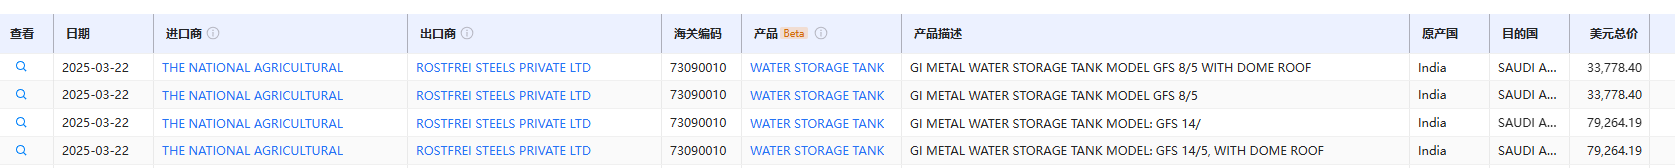 查看 日期 进口商 出口商 海关编码 产品 Beta 产品描述 原产国 目的国 美元总价
2025-03-22 THE NATIONAL AGRICULTURAL ROSTFREI STEELS PRIVATE LTD 73090010 WATER STORAGE TANK GI METAL WATER STORAGE TANK MODEL GFS 8/5 WITH DOME ROOF India SAUDI A... 33,778.40
2025-03-22 THE NATIONAL AGRICULTURAL ROSTFREI STEELS PRIVATE LTD 73090010 WATER STORAGE TANK GI METAL WATER STORAGE TANK MODEL GFS 8/5 India SAUDI A... 33,778.40
2025-03-22 THE NATIONAL AGRICULTURAL ROSTFREI STEELS PRIVATE LTD 73090010 WATER STORAGE TANK GI METAL WATER STORAGE TANK MODEL: GFS 14/ India SAUDI A... 79,264.19
2025-03-22 THE NATIONAL AGRICULTURAL ROSTFREI STEELS PRIVATE LTD 73090010 WATER STORAGE TANK GI METAL WATER STORAGE TANK MODEL: GFS 14/5, WITH DOME ROOF India SAUDI A... 79,264.19